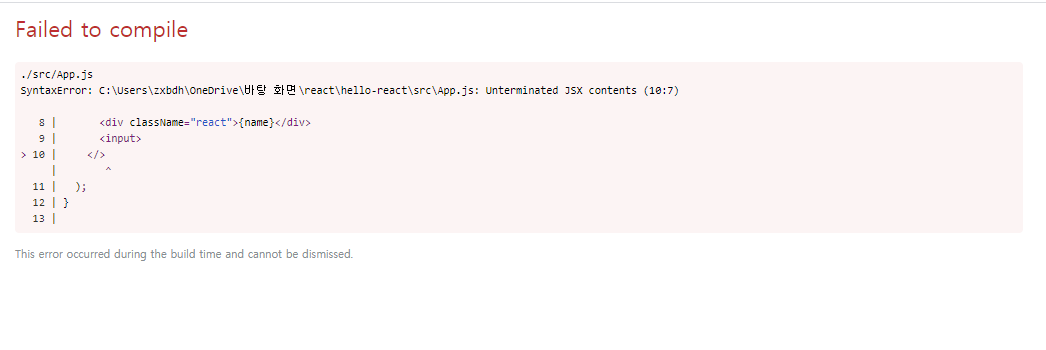 Failed to compile
./src/App.js
SyntaxError: C:\Users\zxbdh\OneDrive\바탕 화면\react\hello-react\src\App.js: Unterminated JSX contents (10:7)
   8 |       <div className="react">{name}</div>
   9 |       <input>
> 10 |     </>
     |        ^
  11 |   );
  12 | }
  13 |
This error occurred during the build time and cannot be dismissed.